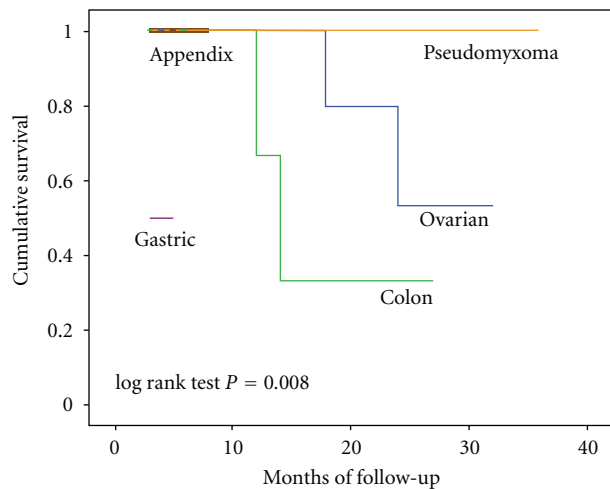 1
0.8
0.6
0.4
0.2
0
Cumulative survival
Appendix
Pseudomyxoma
Gastric
Ovarian
Colon
log rank test P = 0.008
0 10 20 30 40
Months of follow-up